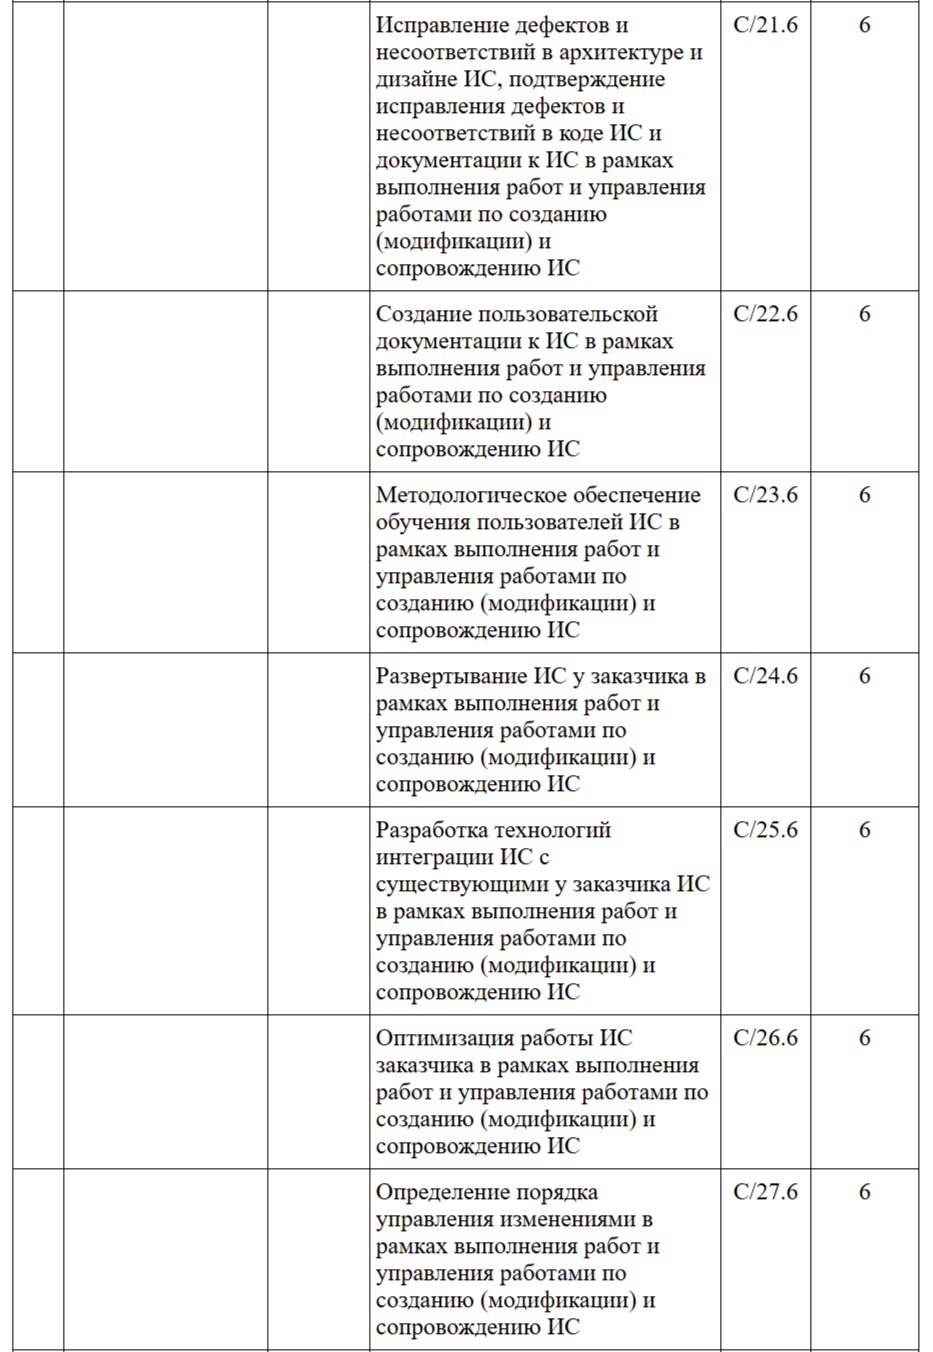 Исправление дефектов и C/21.6 6
несоответствий в архитектуре и
дизайне ИС, подтверждение
исправления дефектов и
несоответствий в коде ИС и
документации к ИС в рамках
выполнения работ и управления
работами по созданию
(модификации) и
сопровождению ИС
Создание пользовательской C/22.6 6
документации к ИС в рамках
выполнения работ и управления
работами по созданию
(модификации) и
сопровождению ИС
Методологическое обеспечение C/23.6 6
обучения пользователей ИС в
рамках выполнения работ и
управления работами по
созданию (модификации) и
сопровождению ИС
Развертывание ИС у заказчика в C/24.6 6
рамках выполнения работ и
управления работами по
созданию (модификации) и
сопровождению ИС
Разработка технологий C/25.6 6
интеграции ИС с
существующими у заказчика ИС
в рамках выполнения работ и
управления работами по
созданию (модификации) и
сопровождению ИС
Оптимизация работы ИС C/26.6 6
заказчика в рамках выполнения
работ и управления работами по
созданию (модификации) и
сопровождению ИС
Определение порядка C/27.6 6
управления изменениями в
рамках выполнения работ и
управления работами по
созданию (модификации) и
сопровождению ИС